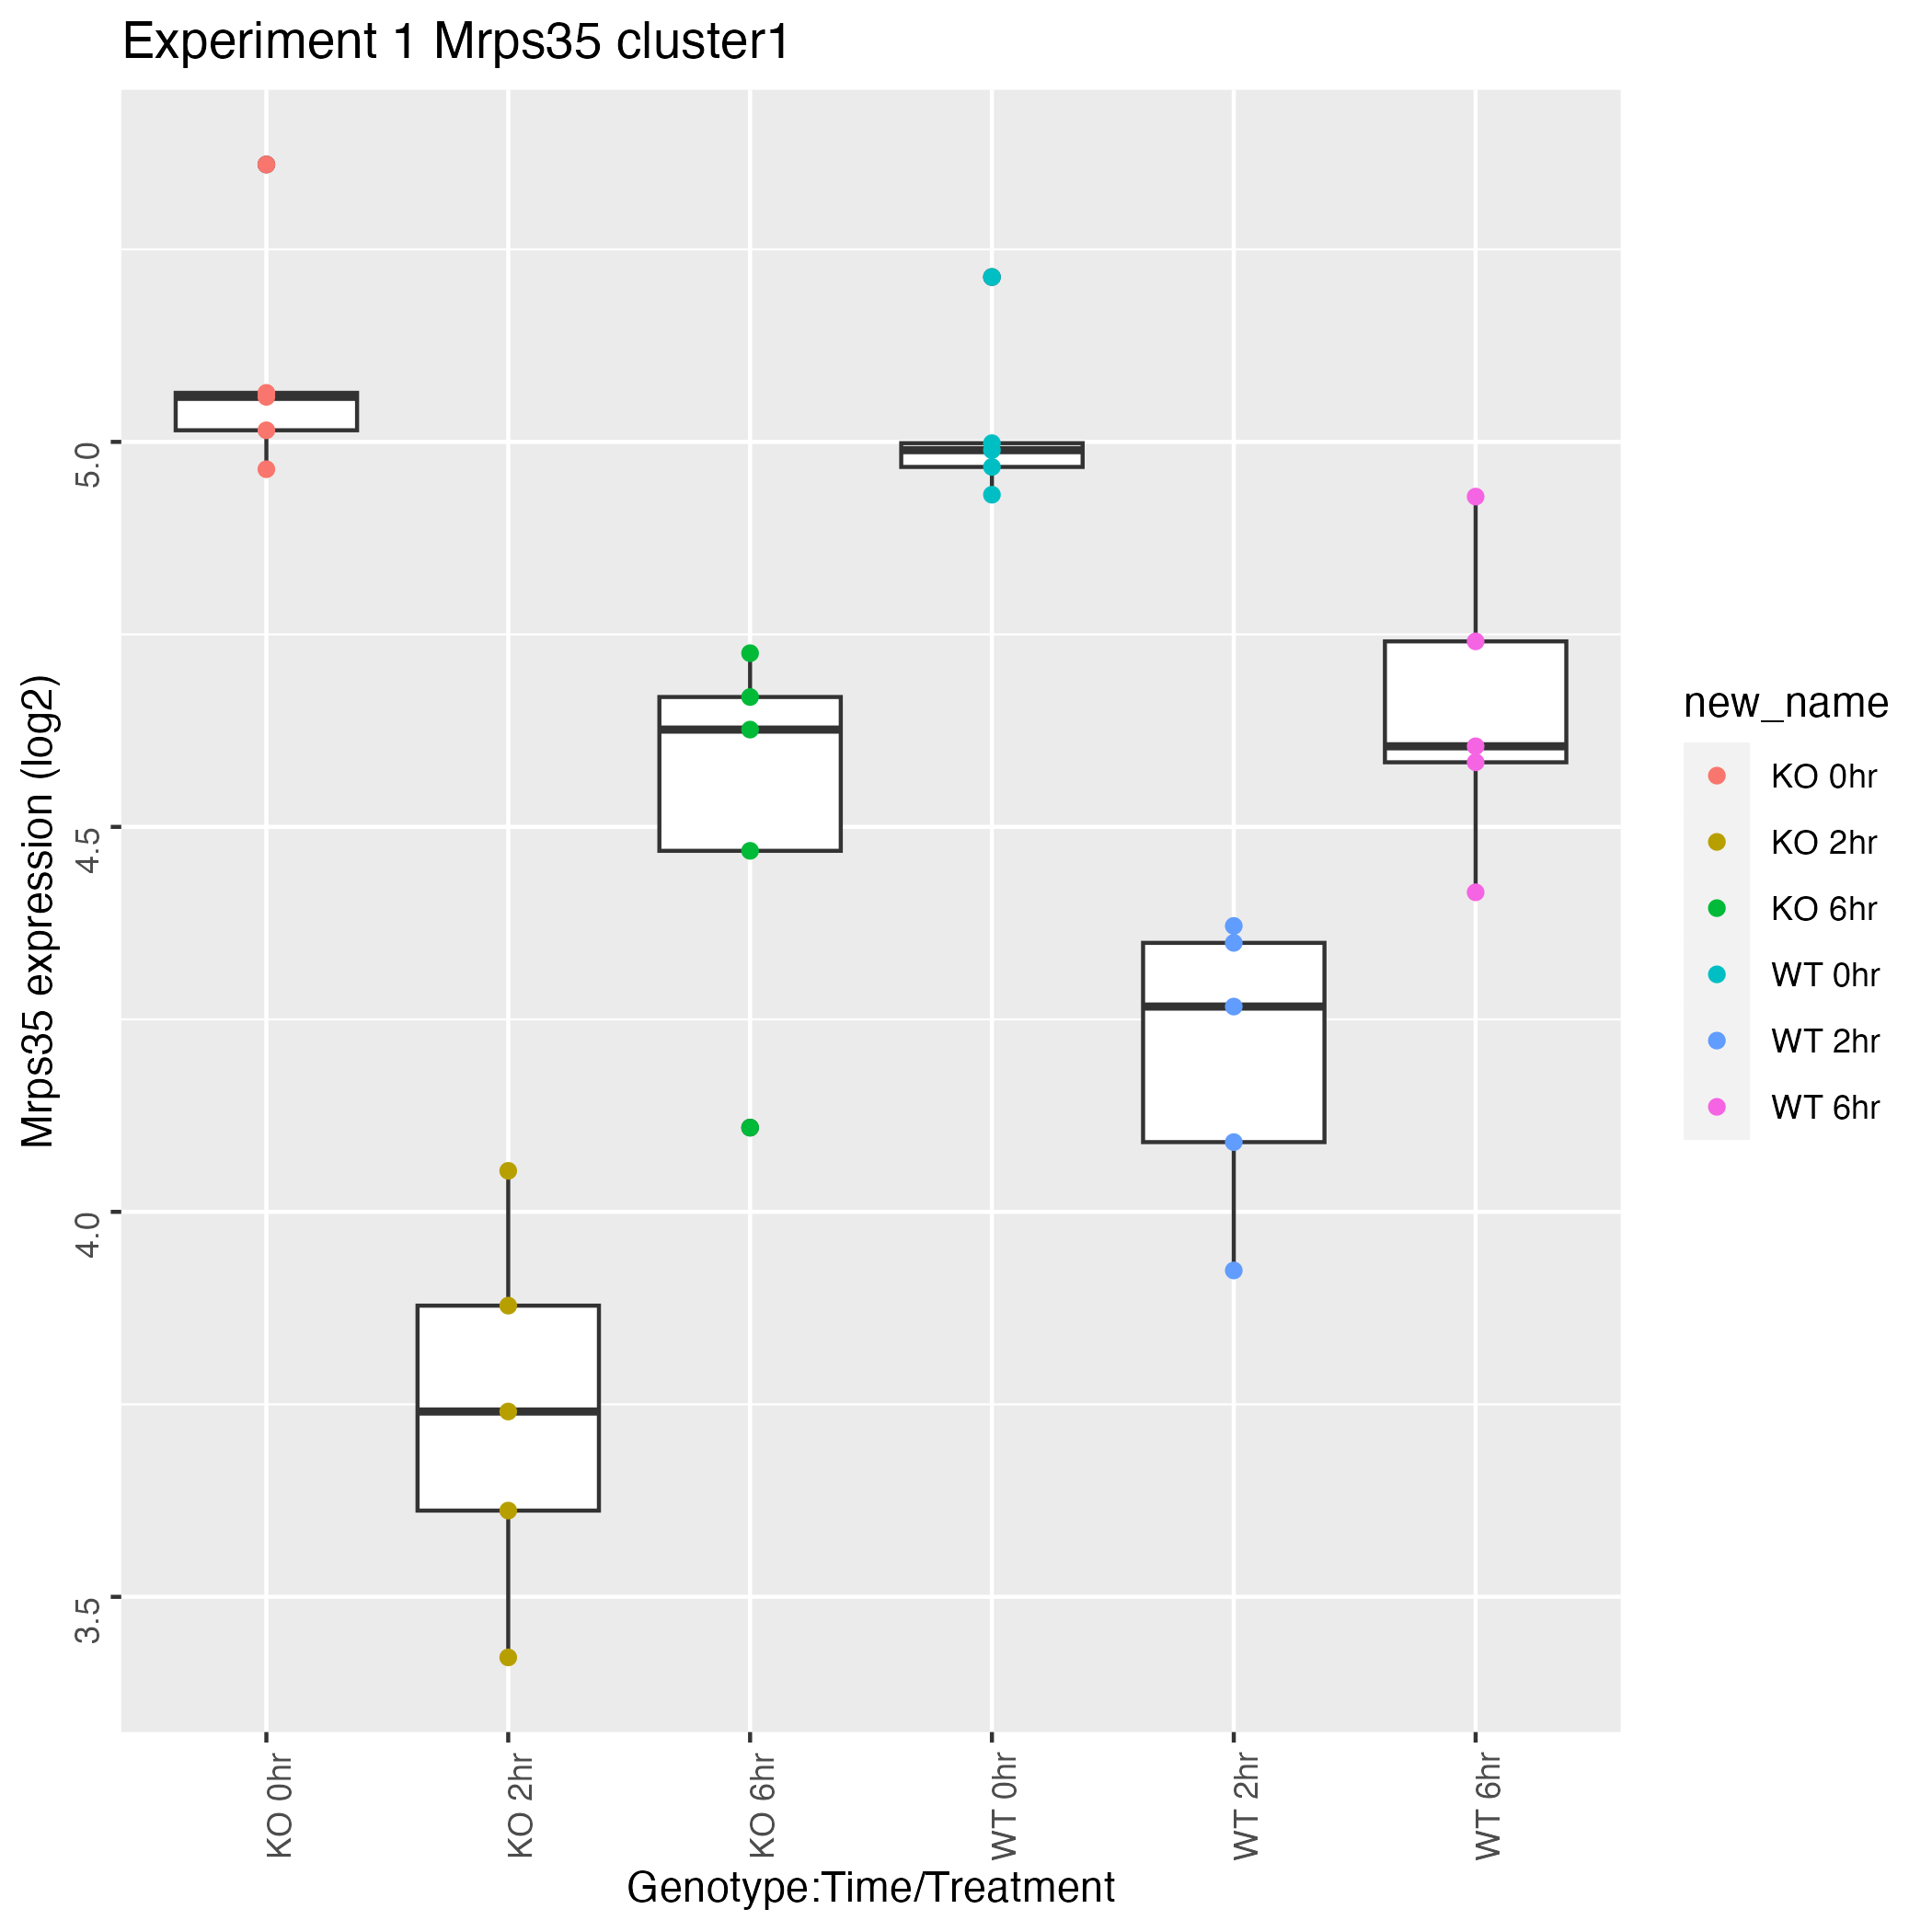 Experiment 1 Mrps35 cluster1
Mrps35 expression (log2)
5.0
4.5
4.0
3.5
KO 0hr
KO 2hr
KO 6hr
WT 0hr
WT 2hr
WT 6hr
Genotype:Time/Treatment
new_name
KO 0hr
KO 2hr
KO 6hr
WT 0hr
WT 2hr
WT 6hr